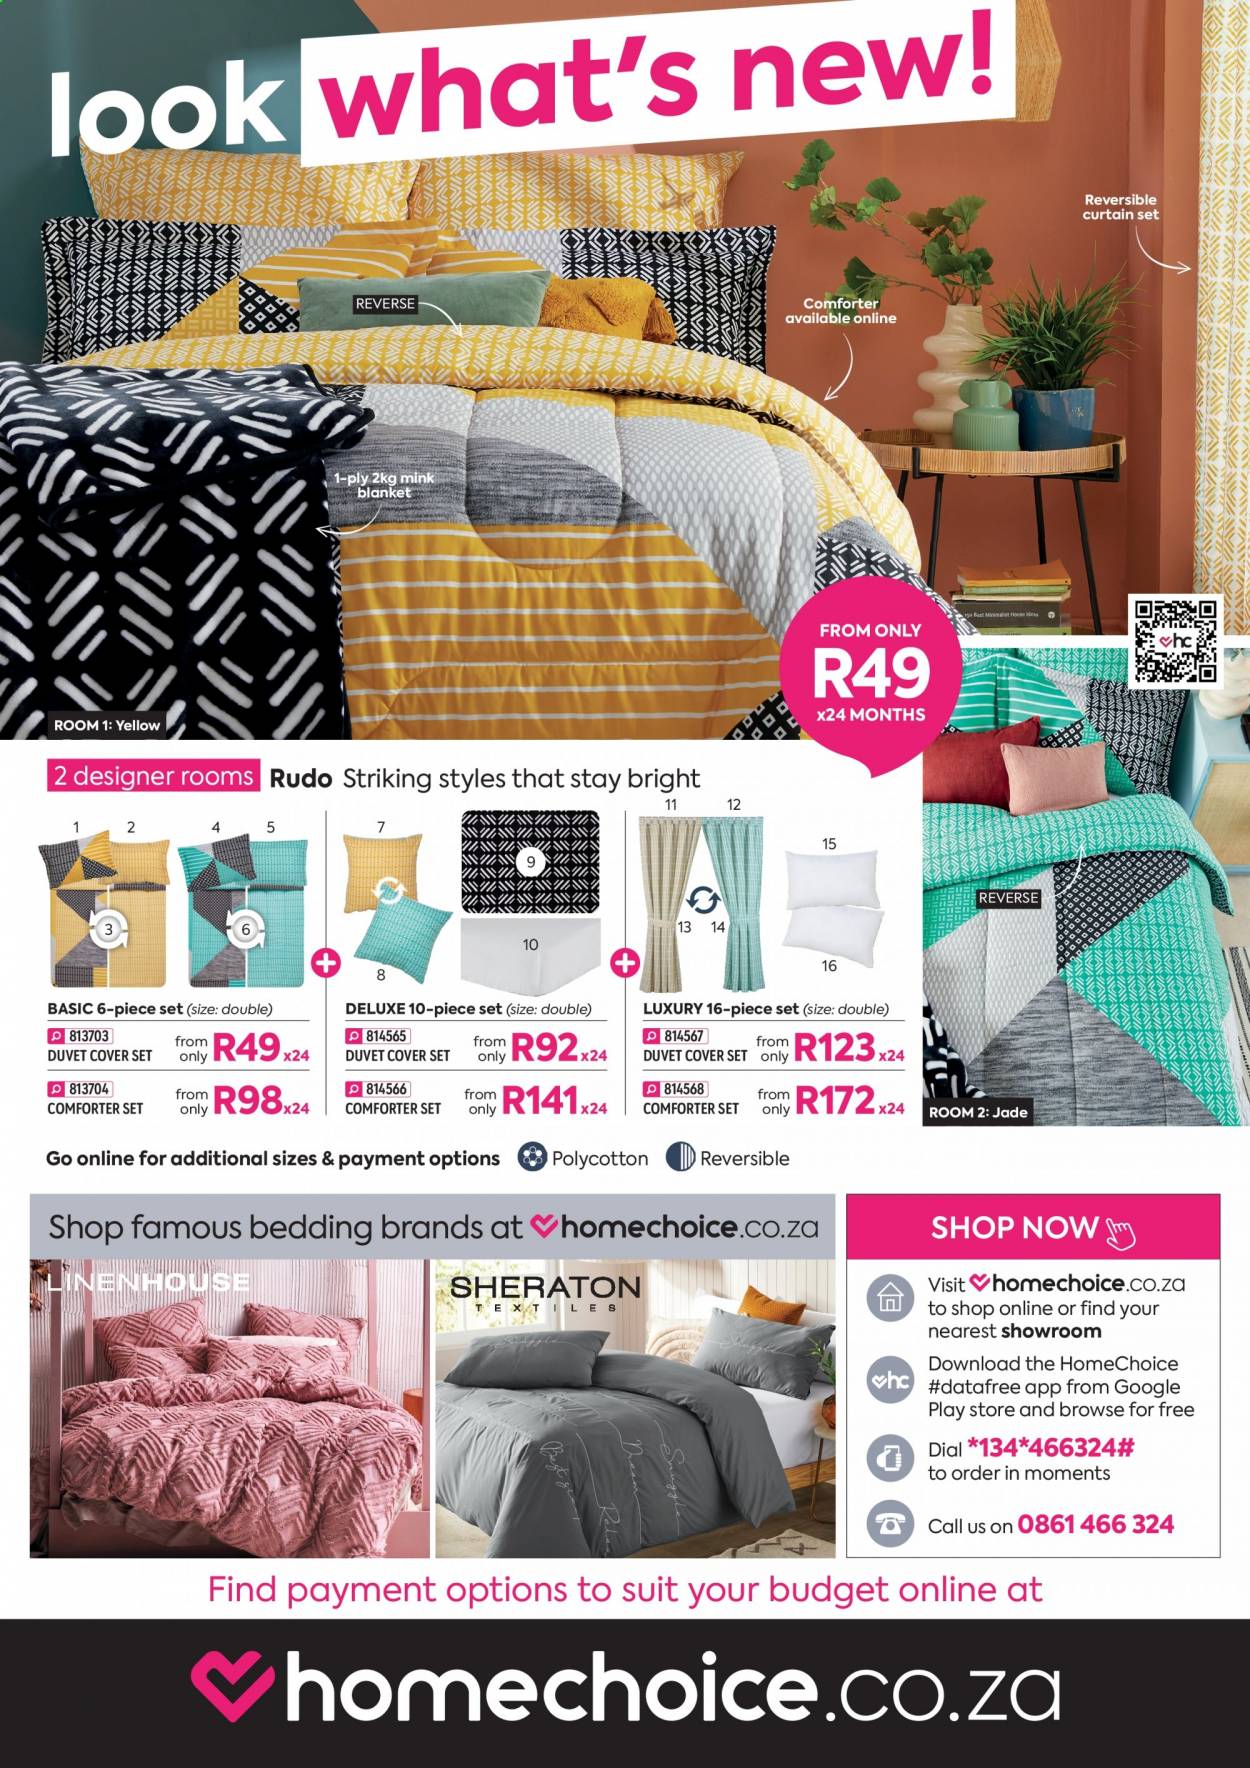 look what's new!
Reversible
curtain set
REVERSE
Comforter
available online
1-ply 2kg mink
blanket
FROM ONLY
R49
x24 MONTHS
hc
ROOM 1: Yellow
2 designer rooms Rudo Striking styles that stay bright
1 2 4 5 7 9 11 12 15
3 6 8 10 13 14 16
REVERSE
BASIC 6-piece set (size: double)
813703
DUVET COVER SET
from only R49 x24
813704
COMFORTER SET
from only R98 x24
DELUXE 10-piece set (size: double)
814565
DUVET COVER SET
from only R92 x24
814566
COMFORTER SET
from only R141 x24
LUXURY 16-piece set (size: double)
814567
DUVET COVER SET
from only R123 x24
814568
COMFORTER SET
from only R172 x24
ROOM 2: Jade
Go online for additional sizes & payment options Polycotton Reversible
Shop famous bedding brands at homechoice.co.za
LINEN HOUSE
SHERATON
TEXTILES
SHOP NOW
Visit homechoice.co.za
to shop online or find your
nearest showroom
hc
Download the HomeChoice
#datafree app from Google
Play store and browse for free
Dial *134*466324#
to order in moments
Call us on 0861 466 324
Find payment options to suit your budget online at
homechoice.co.za